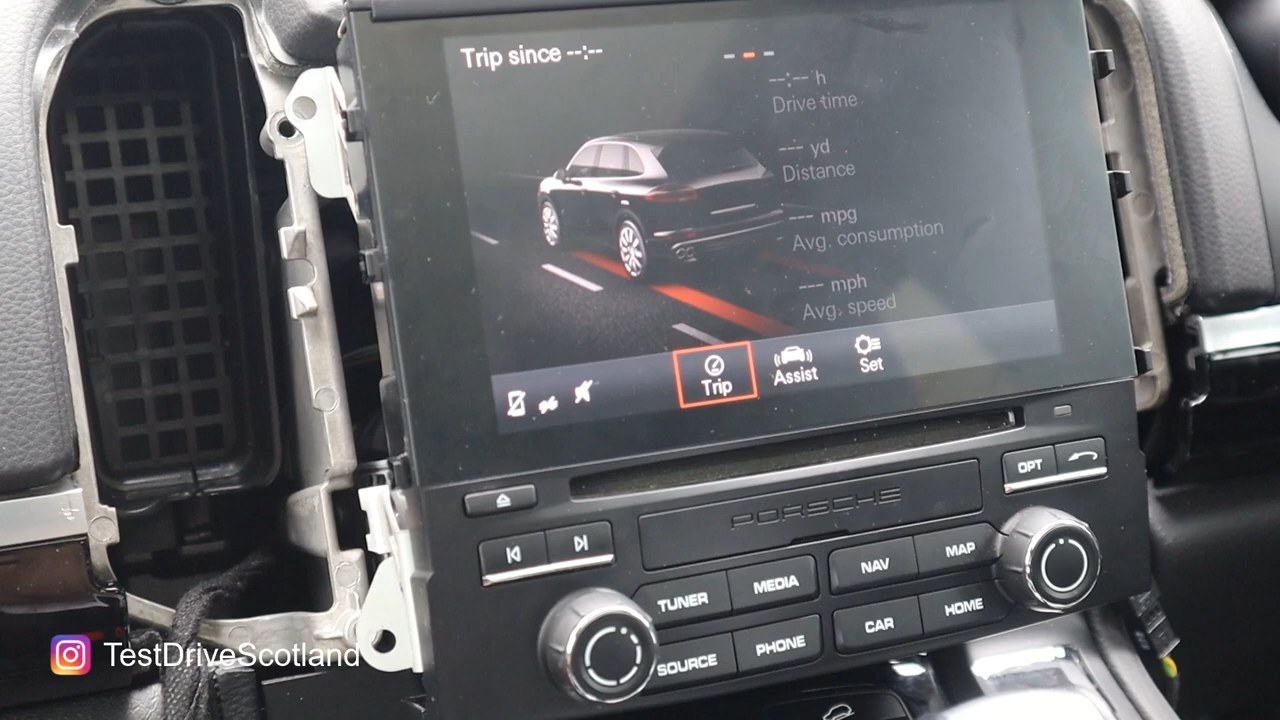 Trip since --:--
--:-- h
Drive time
--- yd
Distance
--- mpg
Avg. consumption
--- mph
Avg. speed
Trip
Assist
Set
OPT
PORSCHE
TUNER
MEDIA
NAV
MAP
SOURCE
PHONE
CAR
HOME
TestDriveScotland